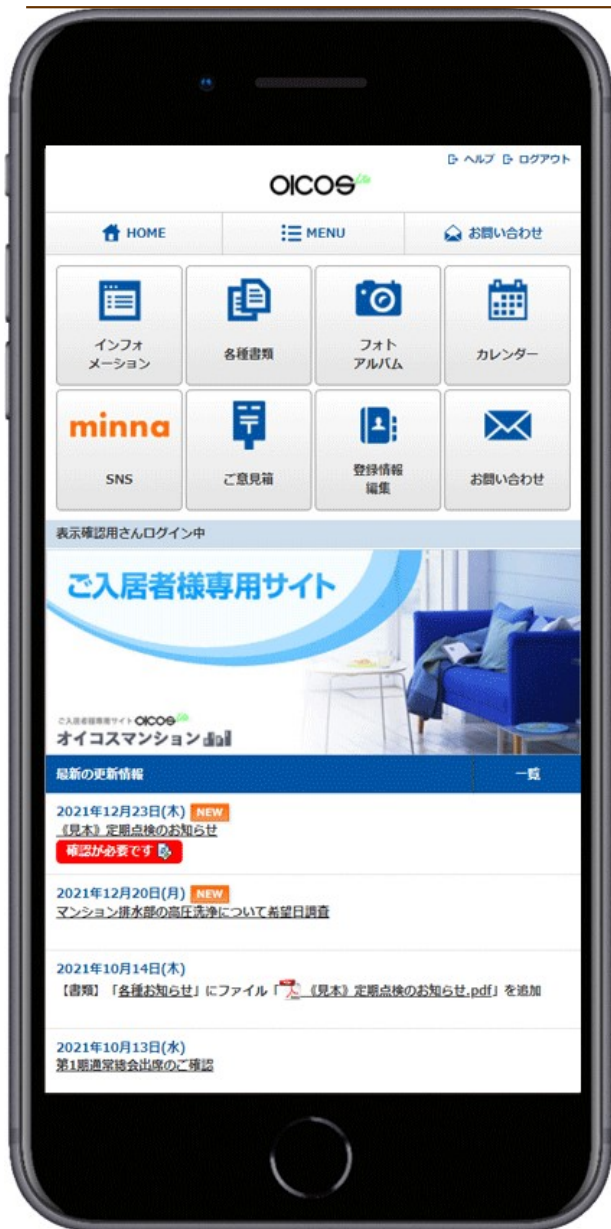 ヘルプ ログアウト
OICOS Lite
HOME MENU お問い合わせ
インフォ
メーション
各種書類
フォト
アルバム
カレンダー
minna
SNS
ご意見箱
登録情報
編集
お問い合わせ
表示確認用さんログイン中
ご入居者様専用サイト
ご入居者様専用サイト OICOS Lite
オイコスマンション
最新の更新情報 一覧
2021年12月23日(木) NEW
《見本》定期点検のお知らせ
確認が必要です
2021年12月20日(月) NEW
マンション排水部の高圧洗浄について希望日調査
2021年10月14日(木)
【書類】「各種お知らせ」にファイル「《見本》定期点検のお知らせ.pdf」を追加
2021年10月13日(水)
第1期通常総会出席のご確認